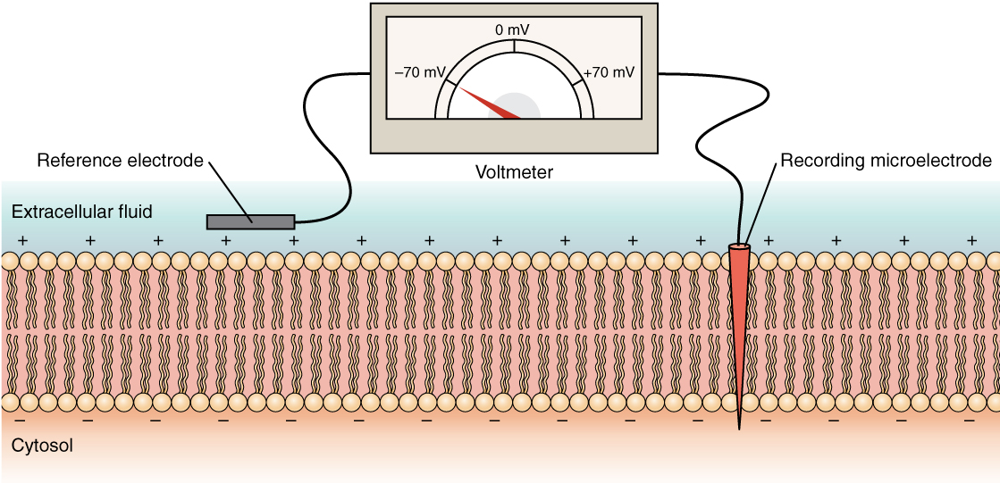 0 mV
–70 mV
+70 mV
Voltmeter
Reference electrode
Recording microelectrode
Extracellular fluid
+ + + + + + + + + + + + + + +
– – – – – – – – – – – – – – –
Cytosol